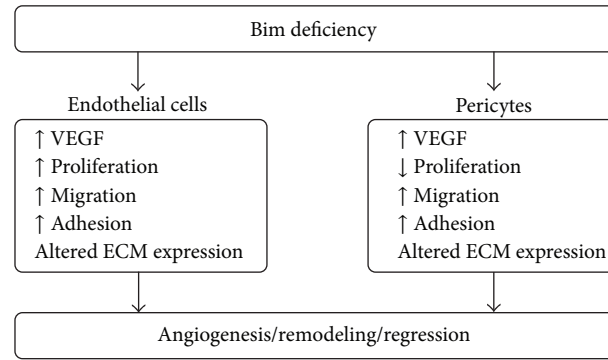 Bim deficiency
Endothelial cells
↑ VEGF
↑ Proliferation
↑ Migration
↑ Adhesion
Altered ECM expression
Pericytes
↑ VEGF
↓ Proliferation
↑ Migration
↑ Adhesion
Altered ECM expression
Angiogenesis/remodeling/regression